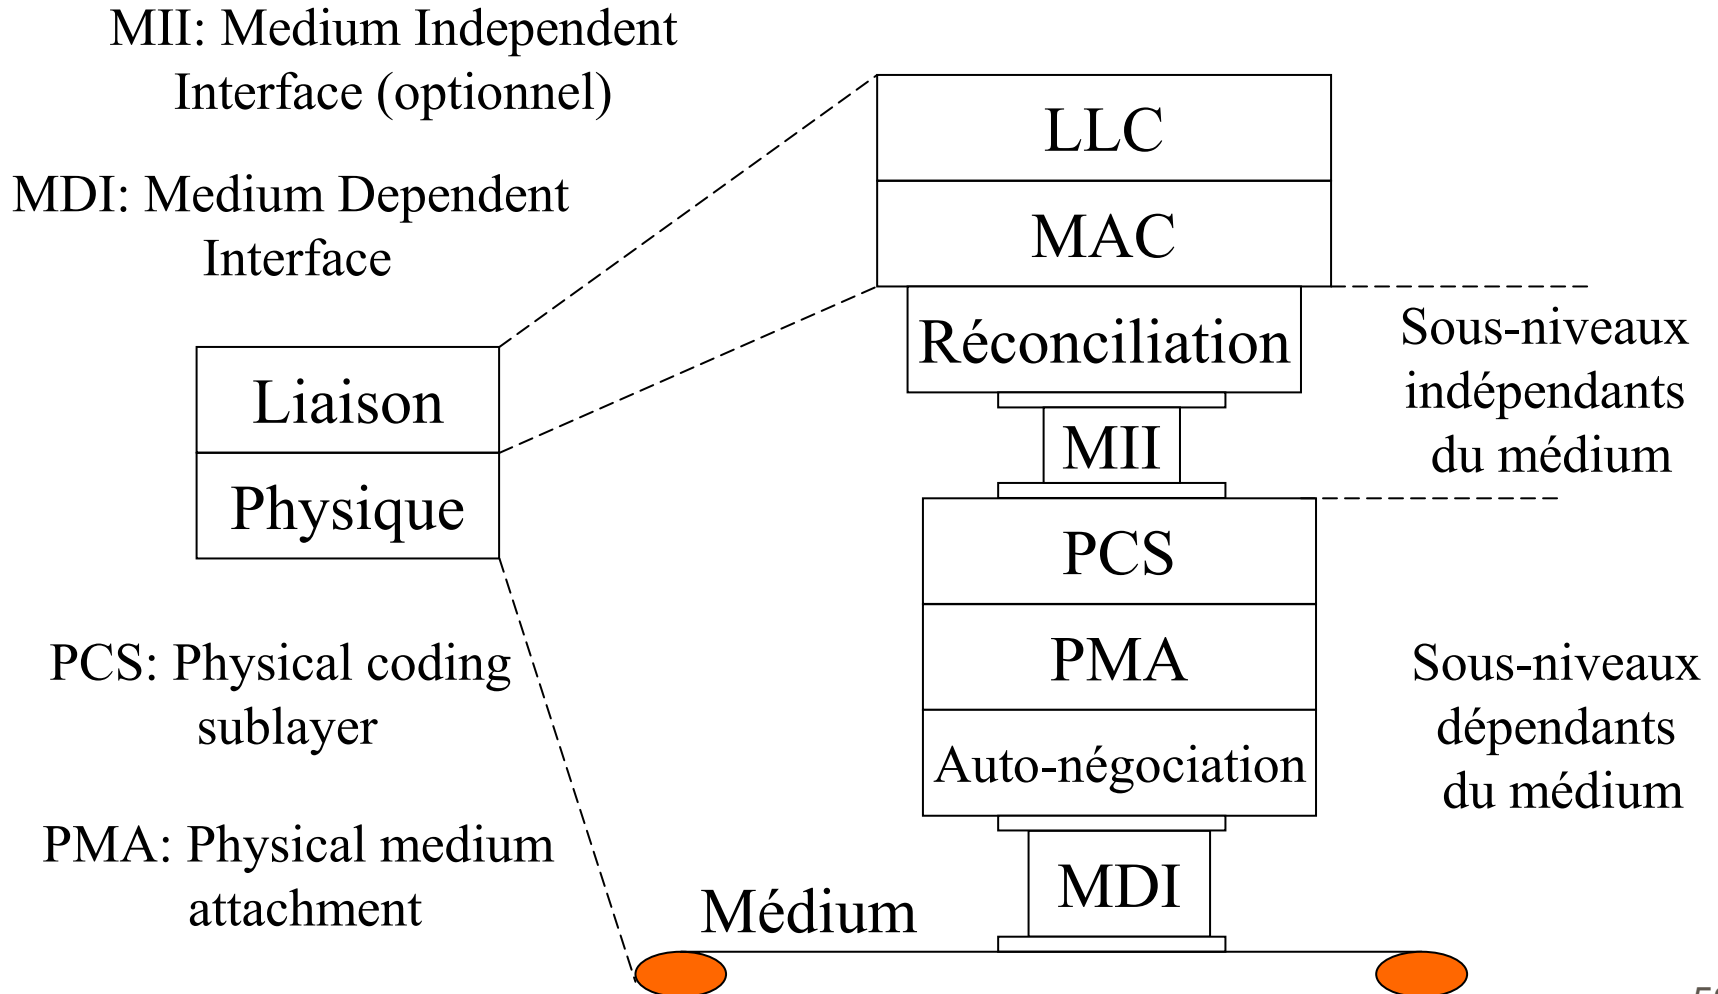 MII: Medium Independent
Interface (optionnel)
MDI: Medium Dependent
Interface
Liaison
Physique
PCS: Physical coding
sublayer
PMA: Physical medium
attachment
LLC
MAC
Réconciliation
MII
PCS
PMA
Auto-négociation
MDI
Médium
Sous-niveaux
indépendants
du médium
Sous-niveaux
dépendants
du médium